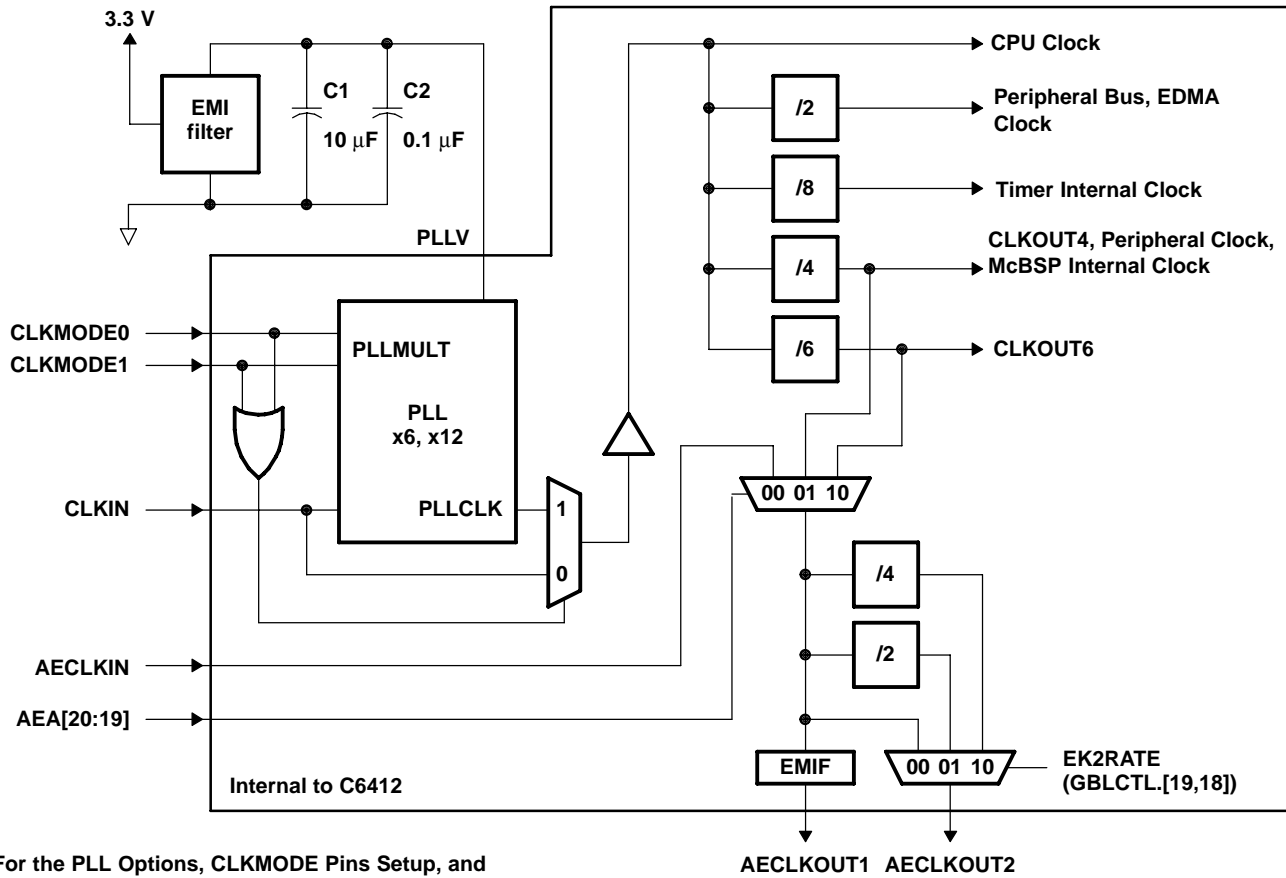 3.3 V
CPU Clock
EMI
filter
C1
10 μF
C2
0.1 μF
/2
Peripheral Bus, EDMA
Clock
/8
Timer Internal Clock
PLLV
/4
CLKOUT4, Peripheral Clock,
McBSP Internal Clock
CLKMODE0
CLKMODE1
PLLMULT
/6
CLKOUT6
PLL
x6, x12
CLKIN
PLLCLK
1
0
00 01 10
/4
/2
AECLKIN
AEA[20:19]
EMIF
00 01 10
EK2RATE
(GBLCTL.[19,18])
Internal to C6412
AECLKOUT1 AECLKOUT2
For the PLL Options, CLKMODE Pins Setup, and